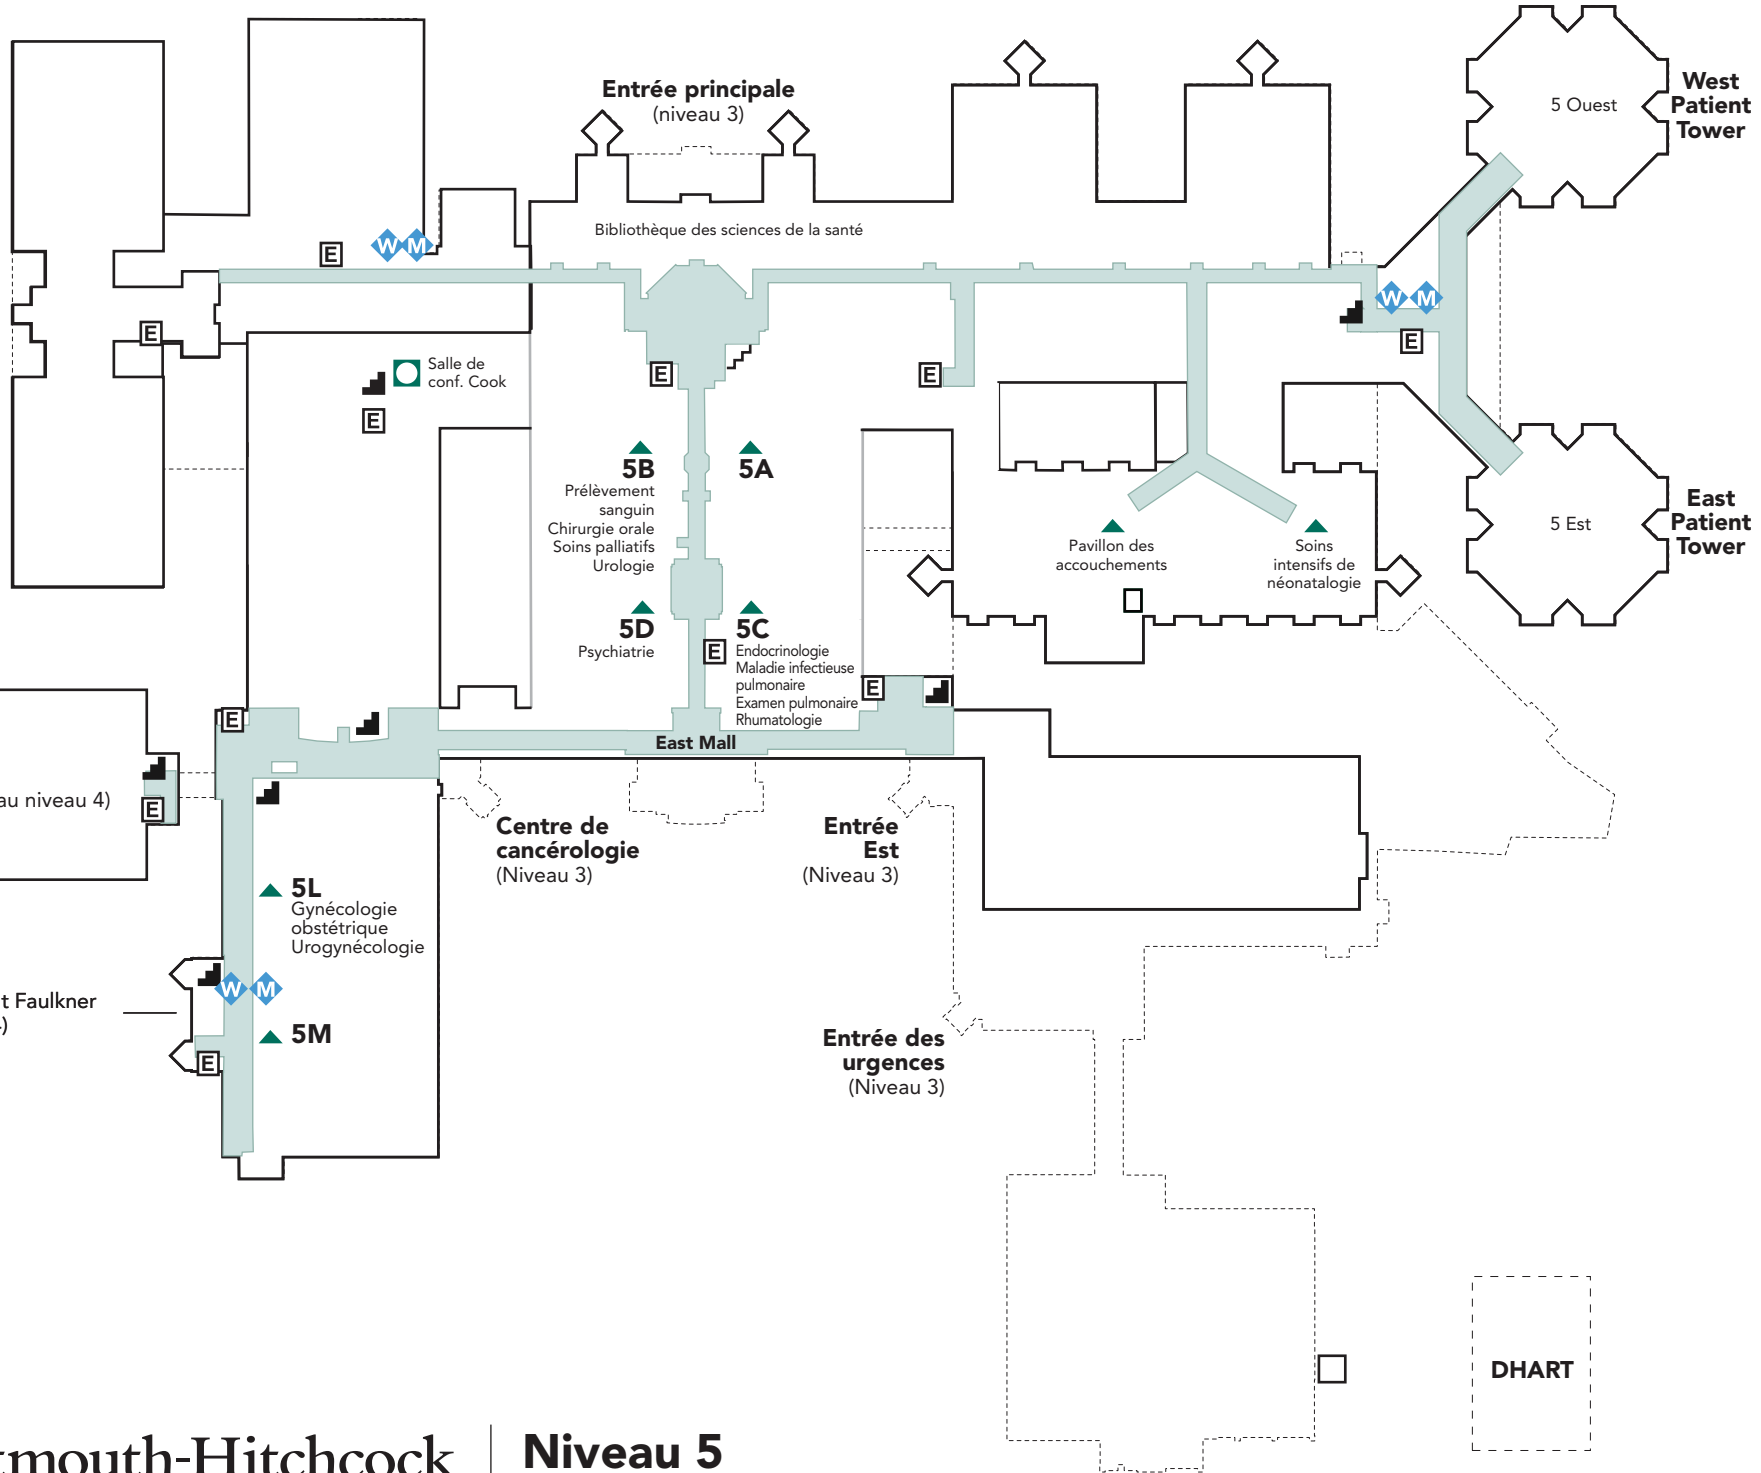 Entrée principale
(niveau 3)
5 Ouest
West
Patient
Tower
Bibliothèque des sciences de la santé
E
W M
W M
E
E
Salle de
conf. Cook
E
E
E
5B
Prélèvement
sanguin
Chirurgie orale
Soins palliatifs
Urologie
5A
5 Est
East
Patient
Tower
Pavillon des
accouchements
Soins
intensifs de
néonatalogie
5D
Psychiatrie
E
5C
Endocrinologie
Maladie infectieuse
pulmonaire
Examen pulmonaire
Rhumatologie
E
E
East Mall
au niveau 4)
E
Centre de
cancérologie
(Niveau 3)
Entrée
Est
(Niveau 3)
5L
Gynécologie
obstétrique
Urogynécologie
W M
t Faulkner
)
5M
E
Entrée des
urgences
(Niveau 3)
DHART
tmouth-Hitchcock
Niveau 5